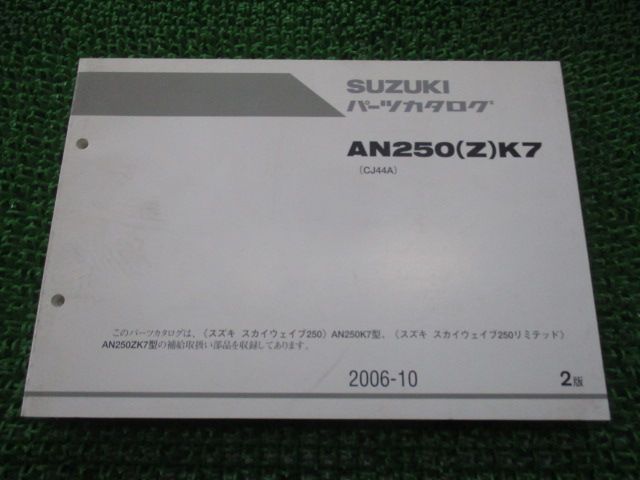 SUZUKI
パーツカタログ
AN250(Z)K7
(CJ44A)
このパーツカタログは、(スズキ スカイウェイブ250) AN250K7型、(スズキ スカイウェイブ250リミテッド)
AN250ZK7型の補給取扱い部品を収録してあります。
2006-10
2版